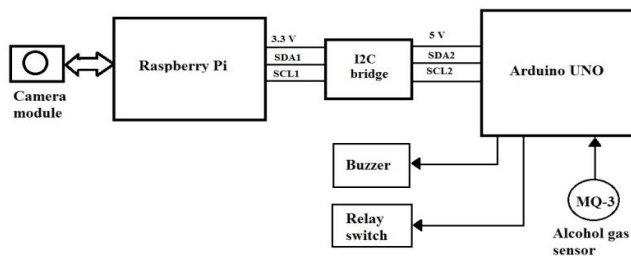 Camera
module
Raspberry Pi
3.3 V
SDA1
SCL1
I2C
bridge
5 V
SDA2
SCL2
Arduino UNO
Buzzer
Relay
switch
MQ-3
Alcohol gas
sensor